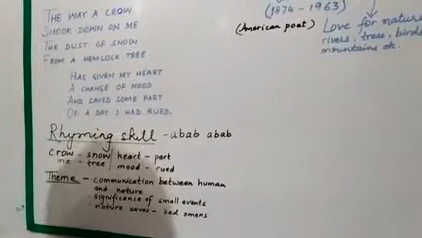 THE WAY A CROW
SHOOK DOWN ON ME
THE DUST OF SNOW
FROM A HEMLOCK TREE
HAS GIVEN MY HEART
A CHANGE OF MOOD
AND SAVED SOME PART
OF A DAY I HAD RUED.
(1874 - 1963)
(American poet)
Love for nature
rivers, trees, birds
mountains etc.
Rhyming skill - abab abab
crow - snow | heart - part
me - tree | mood - rued
Theme - communication between human
and nature
- significance of small events
- nature saves - bad omens